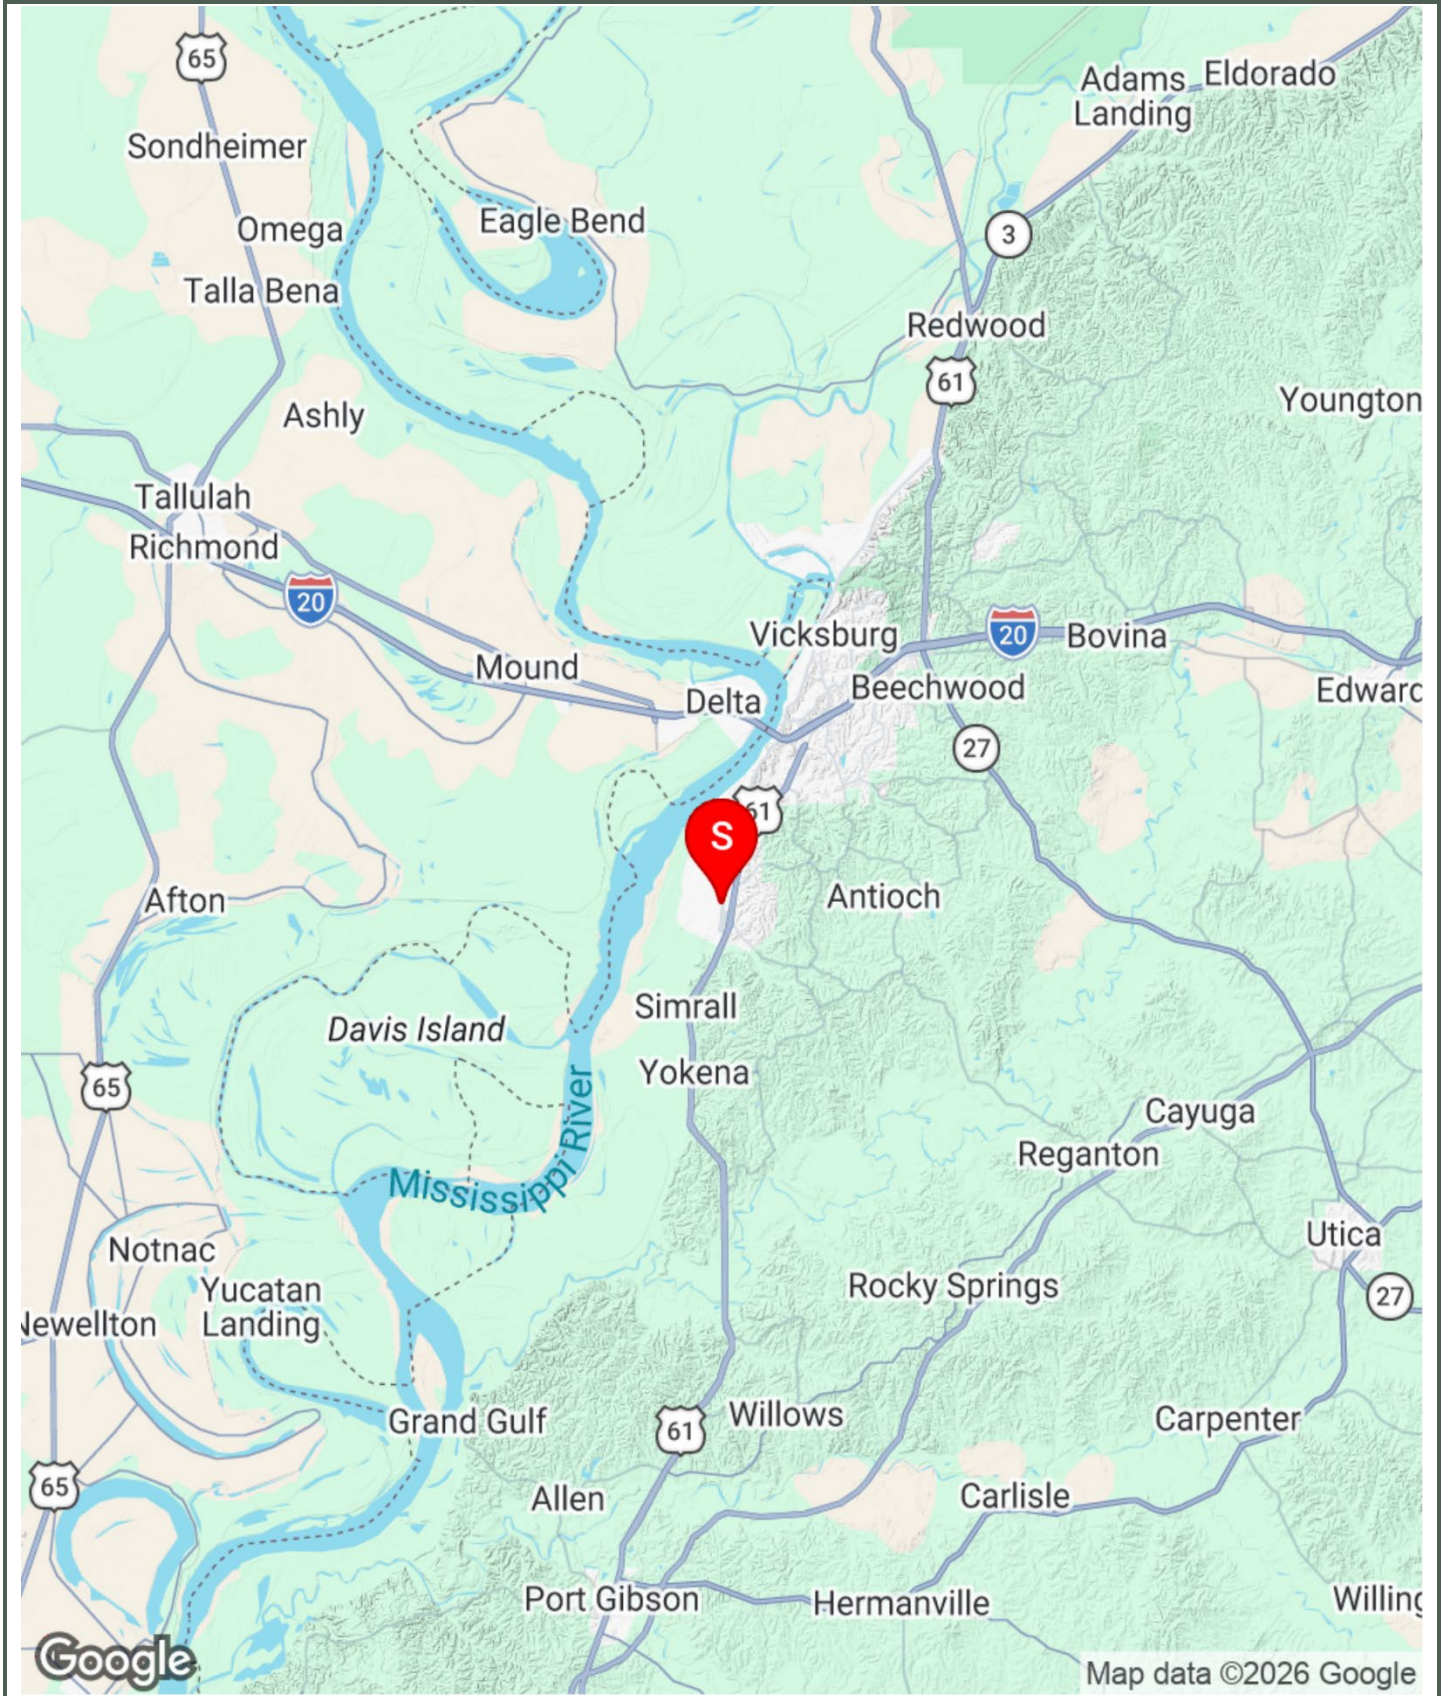 65
Adams
Landing
Eldorado
Sondheimer
Eagle Bend
Omega
3
Talla Bena
Redwood
61
Youngton
Ashly
Tallulah
Richmond
20
Vicksburg
20
Bovina
Mound
Delta
Beechwood
Edward
27
61
S
Afton
Antioch
Simrall
Davis Island
Yokena
65
Mississippi River
Cayuga
Reganton
Utica
Notnac
Yucatan
Landing
Rocky Springs
27
Newellton
Grand Gulf
61
Willows
Carpenter
65
Allen
Carlisle
Port Gibson
Hermanville
Willing
Google
Map data ©2026 Google